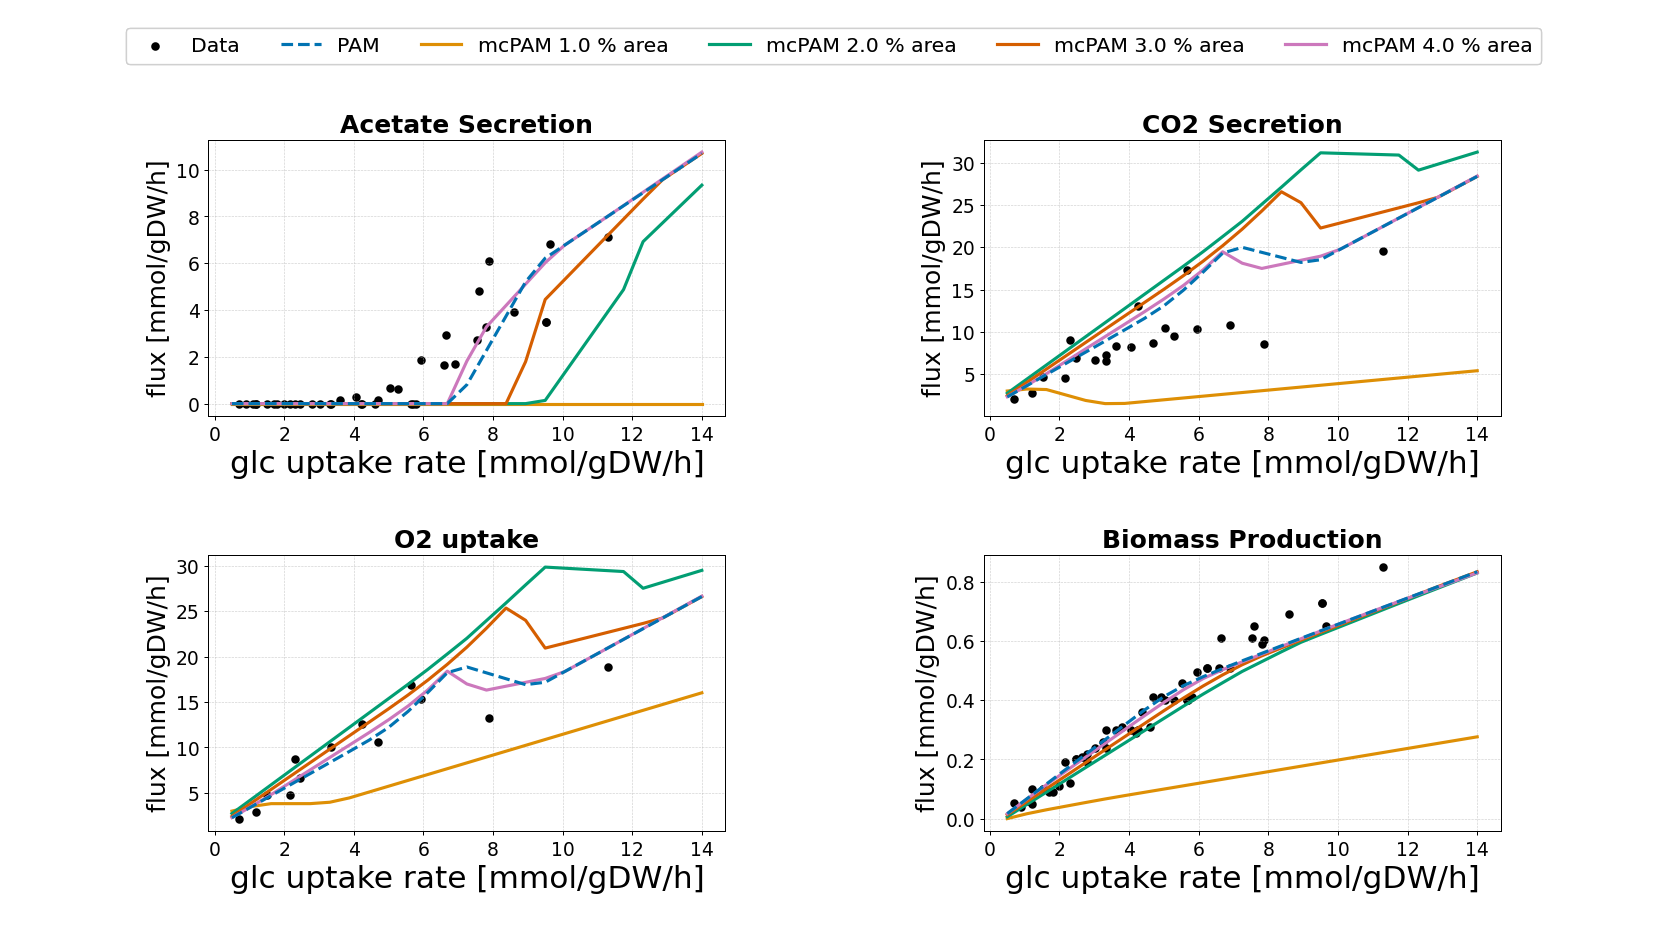 Data PAM mcPAM 1.0 % area mcPAM 2.0 % area mcPAM 3.0 % area mcPAM 4.0 % area
Acetate Secretion
flux [mmol/gDW/h]
10
8
6
4
2
0
0 2 4 6 8 10 12 14
glc uptake rate [mmol/gDW/h]
CO2 Secretion
flux [mmol/gDW/h]
30
25
20
15
10
5
0 2 4 6 8 10 12 14
glc uptake rate [mmol/gDW/h]
O2 uptake
flux [mmol/gDW/h]
30
25
20
15
10
5
0 2 4 6 8 10 12 14
glc uptake rate [mmol/gDW/h]
Biomass Production
flux [mmol/gDW/h]
0.8
0.6
0.4
0.2
0.0
0 2 4 6 8 10 12 14
glc uptake rate [mmol/gDW/h]